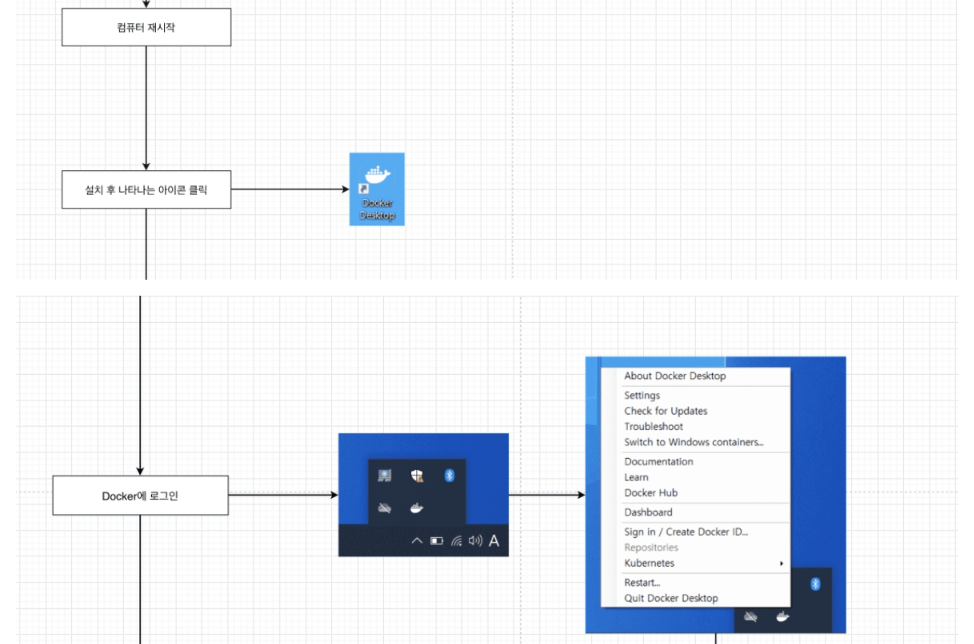 컴퓨터 재시작
설치 후 나타나는 아이콘 클릭
Docker
Desktop
Docker에 로그인
A
About Docker Desktop
Settings
Check for Updates
Troubleshoot
Switch to Windows containers...
Documentation
Learn
Docker Hub
Dashboard
Sign in / Create Docker ID...
Repositories
Kubernetes
Restart...
Quit Docker Desktop